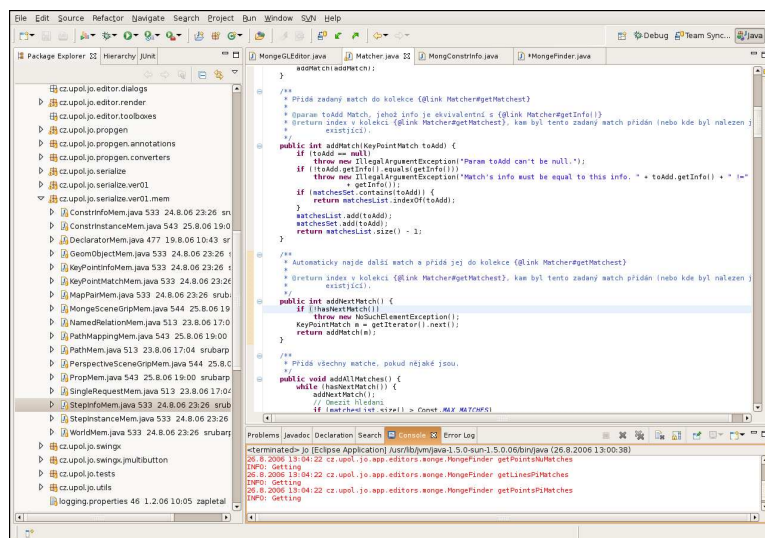 File Edit Source Refactor Navigate Search Project Run Window SVN Help
Debug Team Sync... Java
Package Explorer Hierarchy JUnit
MongeGLEditor.java Matcher.java MongConstrInfo.java *MongeFinder.java
cz.upol.jo.editor.dialogs
cz.upol.jo.editor.render
cz.upol.jo.editor.toolboxes
cz.upol.jo.propgen
cz.upol.jo.propgen.annotations
cz.upol.jo.propgen.converters
cz.upol.jo.serialize
cz.upol.jo.serialize.ver01
cz.upol.jo.serialize.ver01.mem
ConstrInfoMem.java 533 24.8.06 23:26 sru
ConstrInstanceMem.java 543 25.8.06 19:0
DeclaratorMem.java 477 19.8.06 10:43 sr
GeomObjectMem.java 533 24.8.06 23:26 s
KeyPointInfoMem.java 533 24.8.06 23:26
KeyPointMatchMem.java 533 24.8.06 23:26
MapPairMem.java 533 24.8.06 23:26 srub
MongeSceneGripMem.java 544 25.8.06 19
NamedRelationMem.java 513 23.8.06 17:0
PathMappingMem.java 543 25.8.06 19:00
PathMem.java 513 23.8.06 17:04 srubarp
PerspectiveSceneGripMem.java 544 25.8.0
PropMem.java 543 25.8.06 19:00 srubarp
SingleRequestMem.java 513 23.8.06 17:04
StepInfoMem.java 533 24.8.06 23:26 srub
StepInstanceMem.java 533 24.8.06 23:26
WorldMem.java 533 24.8.06 23:26 srubarp
cz.upol.jo.swingx
cz.upol.jo.swingx.jmultibutton
cz.upol.jo.tests
cz.upol.jo.utils
logging.properties 46 1.2.06 10:05 zapletal
addMatch(addMatch);
}
/**
* Přidá zadaný match do kolekce {@link Matcher#getMatchest}
*
* @param toAdd Match, jehož info je ekvivalentní s {@link Matcher#getInfo()}
* @return index v kolekci {@link Matcher#getMatchest}, kam byl tento zadaný match přidán (nebo kde byl nalezen j
* existjící).
*/
public int addMatch(KeyPointMatch toAdd) {
if (toAdd == null)
throw new IllegalArgumentException("Param toAdd can't be null.");
if (!toAdd.getInfo().equals(getInfo()))
throw new IllegalArgumentException("Match's info must be equal to this info. " + toAdd.getInfo() + " !="
+ getInfo());
if (matchesSet.contains(toAdd)) {
return matchesList.indexOf(toAdd);
}
matchesList.add(toAdd);
matchesSet.add(toAdd);
return matchesList.size() - 1;
}
/**
* Automaticky najde další match a přidá jej do kolekce {@link Matcher#getMatchest}
*
* @return index v kolekci {@link Matcher#getMatchest}, kam byl tento zadaný match přidán (nebo kde byl nalezen j
* existjící).
*/
public int addNextMatch() {
if (!hasNextMatch())
throw new NoSuchElementException();
KeyPointMatch m = getIterator().next();
return addMatch(m);
}
/**
* Přidá všechny matche, pokud nějaké jsou.
*/
public void addAllMatches() {
while (hasNextMatch()) {
addNextMatch();
// Omezit hledani
if (matchesList.size() > Const.MAX_MATCHES)
Problems Javadoc Declaration Search Console Error Log
<terminated> Jo [Eclipse Application] /usr/lib/jvm/java-1.5.0-sun-1.5.0.06/bin/java (26.8.2006 13:00:38)
26.8.2006 13:04:22 cz.upol.jo.app.editors.monge.MongeFinder getPointsNuMatches
INFO: Getting
26.8.2006 13:04:22 cz.upol.jo.app.editors.monge.MongeFinder getLinesPiMatches
INFO: Getting
26.8.2006 13:04:22 cz.upol.jo.app.editors.monge.MongeFinder getPointsPiMatches
INFO: Getting